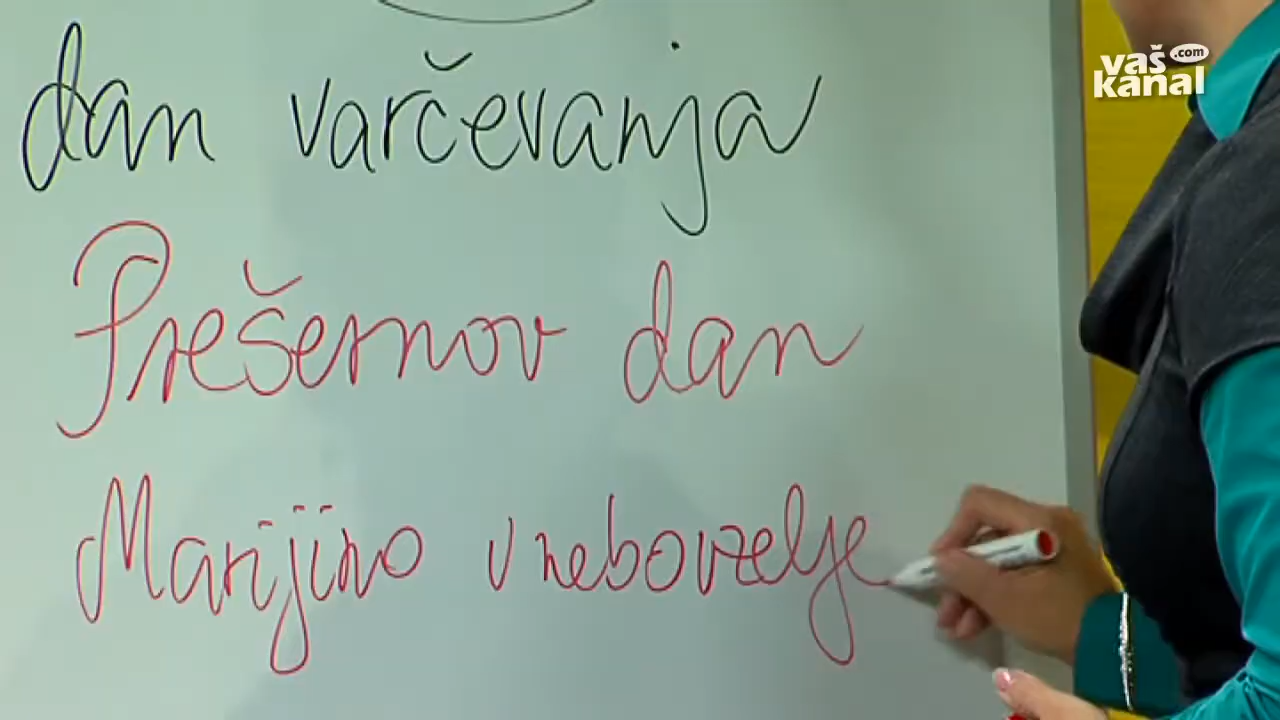 vaš
kanal
.com
dan varčevanja
Prešernov dan
Marijino vnebovzetje